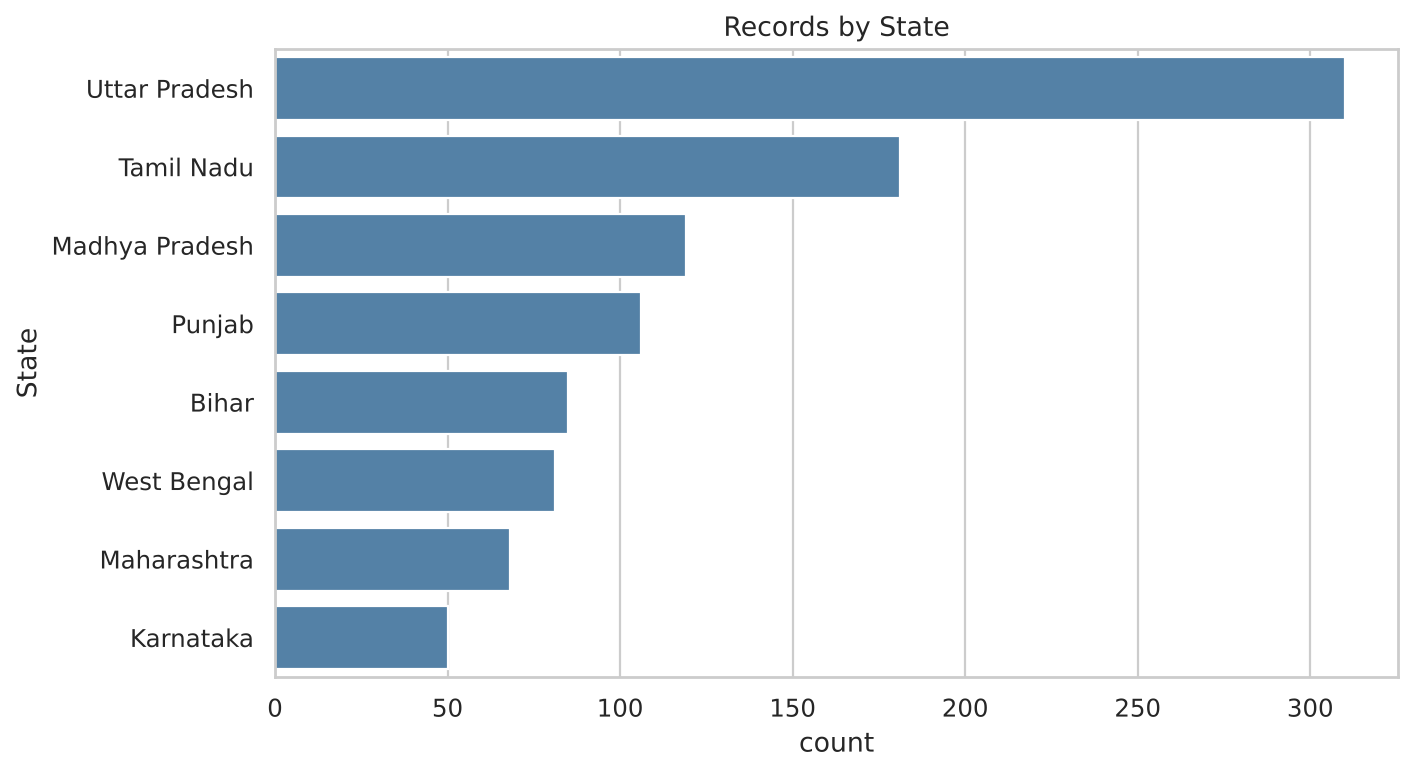 Records by State
State
Uttar Pradesh
Tamil Nadu
Madhya Pradesh
Punjab
Bihar
West Bengal
Maharashtra
Karnataka
0 50 100 150 200 250 300
count